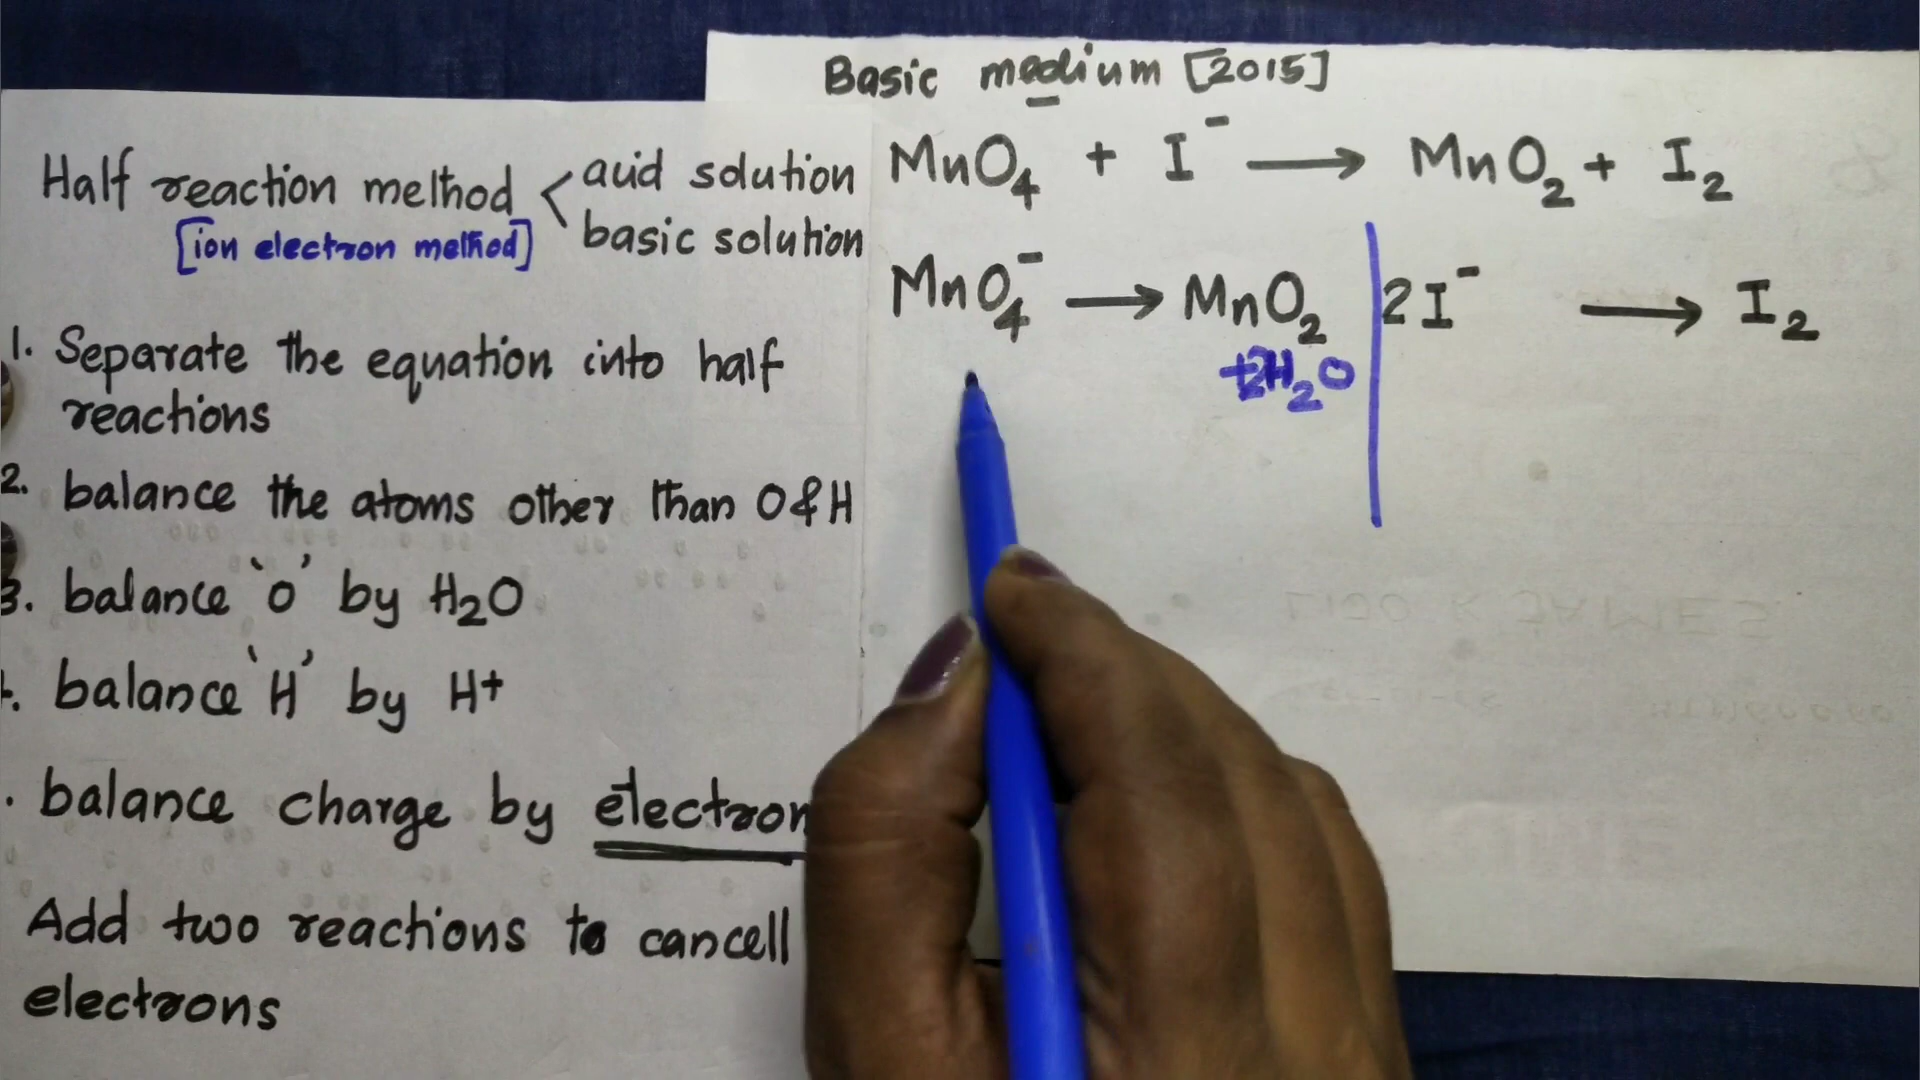 Basic medium [2015]
MnO₄⁻ + I⁻ → MnO₂ + I₂
MnO₄⁻ → MnO₂ | 2I⁻ → I₂
+2H₂O
Half reaction method < acid solution
basic solution
[ion electron method]
1. Separate the equation into half
reactions
2. balance the atoms other than O & H
3. balance 'O' by H₂O
. balance 'H' by H+
. balance charge by electron
Add two reactions to cancell
electrons